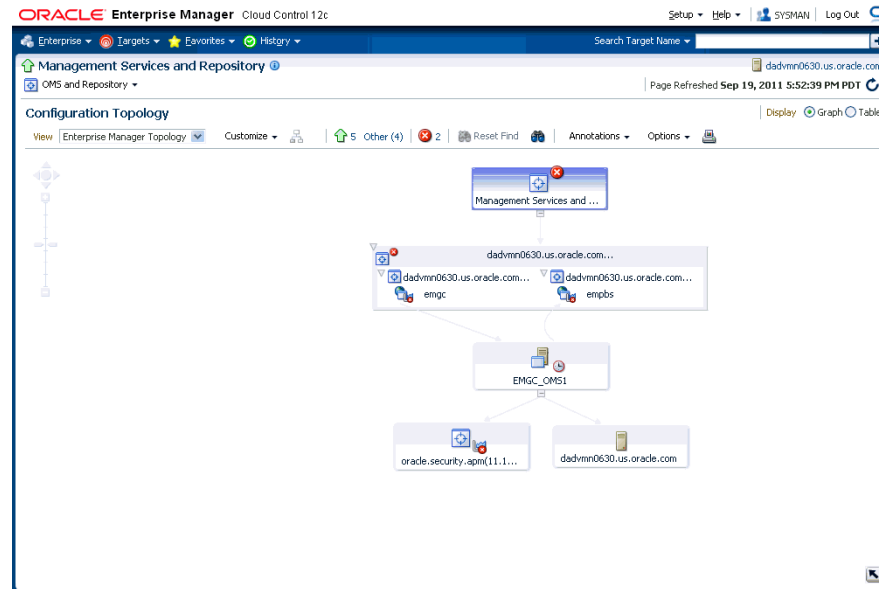 ORACLE Enterprise Manager Cloud Control 12c
Setup Help SYSMAN Log Out
Enterprise Targets Favorites History Search Target Name
Management Services and Repository dadvmn0630.us.oracle.com
OMS and Repository Page Refreshed Sep 19, 2011 5:52:39 PM PDT
Configuration Topology Display Graph Table
View Enterprise Manager Topology Customize 5 Other (4) 2 Reset Find Annotations Options
Management Services and ...
dadvmn0630.us.oracle.com...
dadvmn0630.us.oracle.com... dadvmn0630.us.oracle.com...
emgc empbs
EMGC_OMS1
oracle.security.apm(11.1... dadvmn0630.us.oracle.com